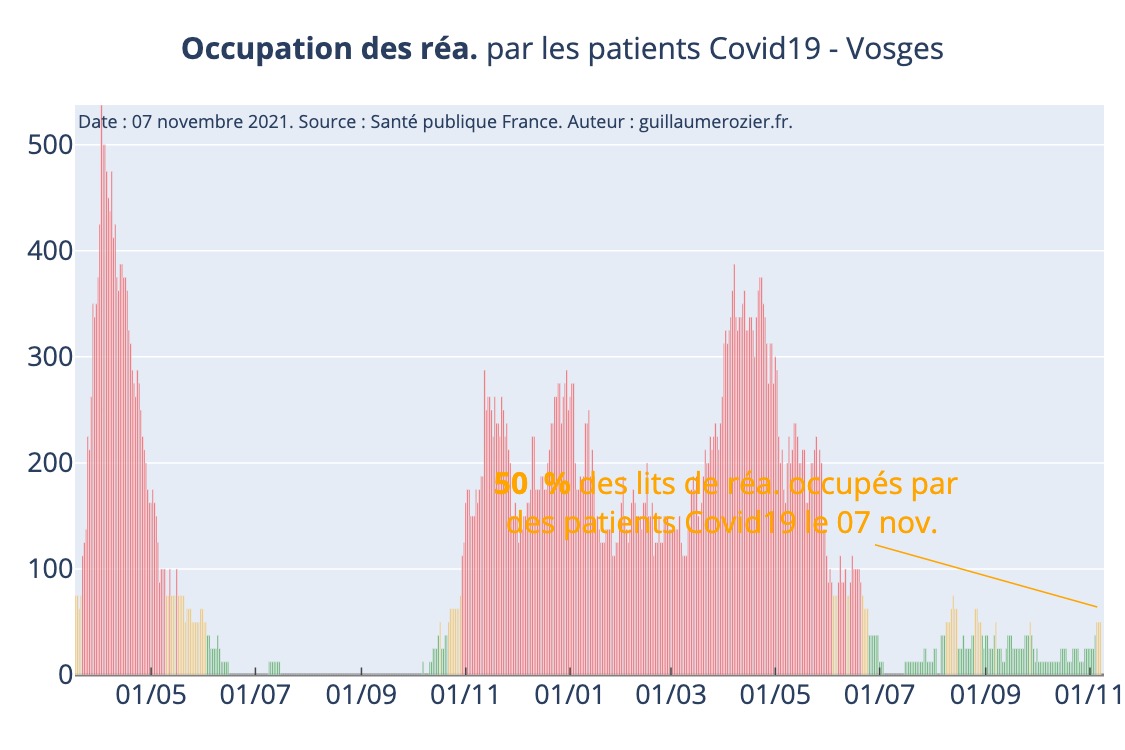 Occupation des réa. par les patients Covid19 - Vosges
Date : 07 novembre 2021. Source : Santé publique France. Auteur : guillaumerozier.fr.
500
400
300
200
50 % des lits de réa. occupés par
des patients Covid19 le 07 nov.
100
0
01/05 01/07 01/09 01/11 01/01 01/03 01/05 01/07 01/09 01/11